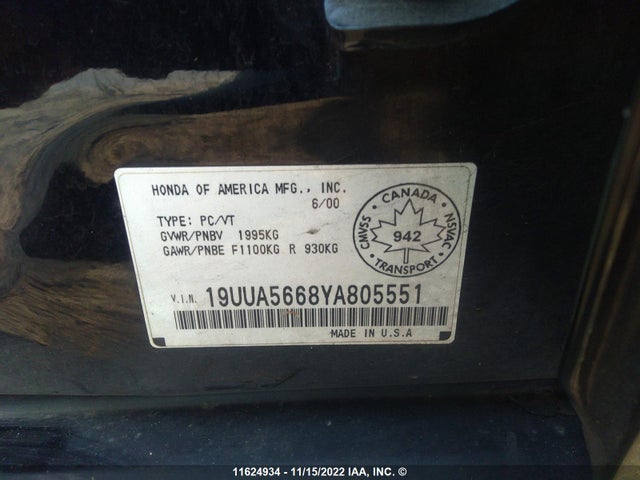 HONDA OF AMERICA MFG., INC.
6/00
TYPE: PC/VT
GVWR/PNBV 1995KG
GAWR/PNBE F1100KG R 930KG
CANADA
CMVSS
NSVAC
942
TRANSPORT
V.I.N. 19UUA5668YA805551
MADE IN U.S.A
11624934 - 11/15/2022 IAA, INC. ©